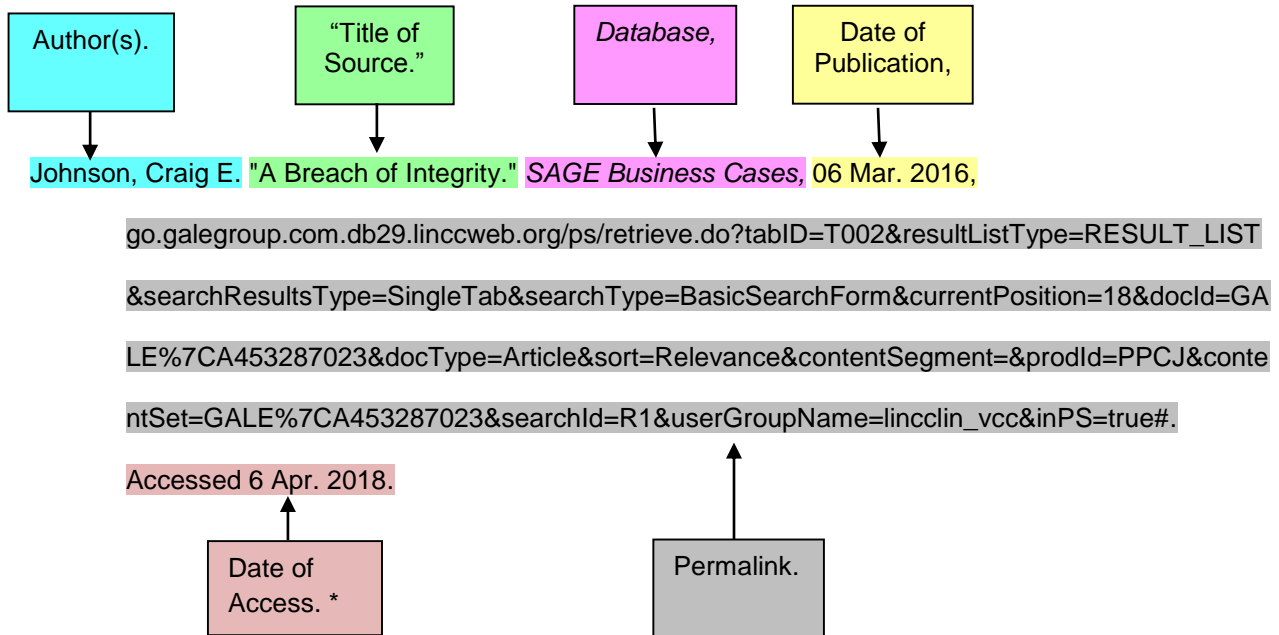 Author(s).
“Title of
Source.”
Database,
Date of
Publication,
Johnson, Craig E. "A Breach of Integrity." SAGE Business Cases, 06 Mar. 2016,
go.galegroup.com.db29.linccweb.org/ps/retrieve.do?tabID=T002&resultListType=RESULT_LIST
&searchResultsType=SingleTab&searchType=BasicSearchForm&currentPosition=18&docId=GA
LE%7CA453287023&docType=Article&sort=Relevance&contentSegment=&prodId=PPCJ&conte
ntSet=GALE%7CA453287023&searchId=R1&userGroupName=lincclin_vcc&inPS=true#.
Accessed 6 Apr. 2018.
Date of
Access. *
Permalink.